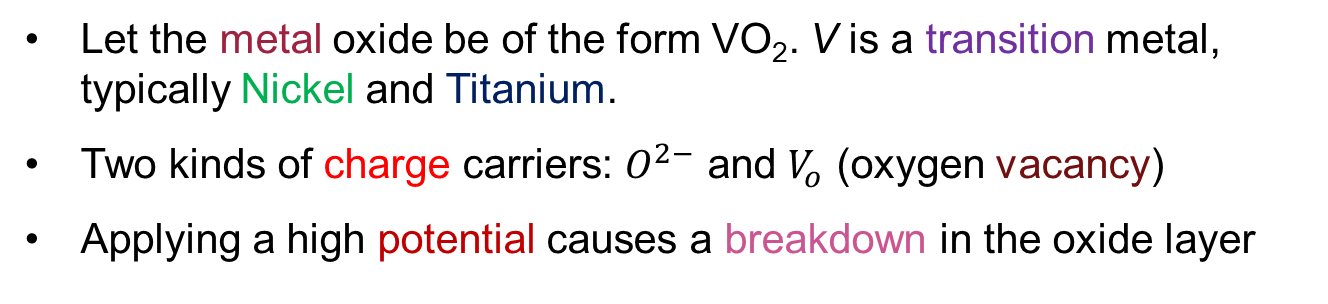 • Let the metal oxide be of the form VO₂. V is a transition metal,
typically Nickel and Titanium.
• Two kinds of charge carriers: O²⁻ and Vₒ (oxygen vacancy)
• Applying a high potential causes a breakdown in the oxide layer